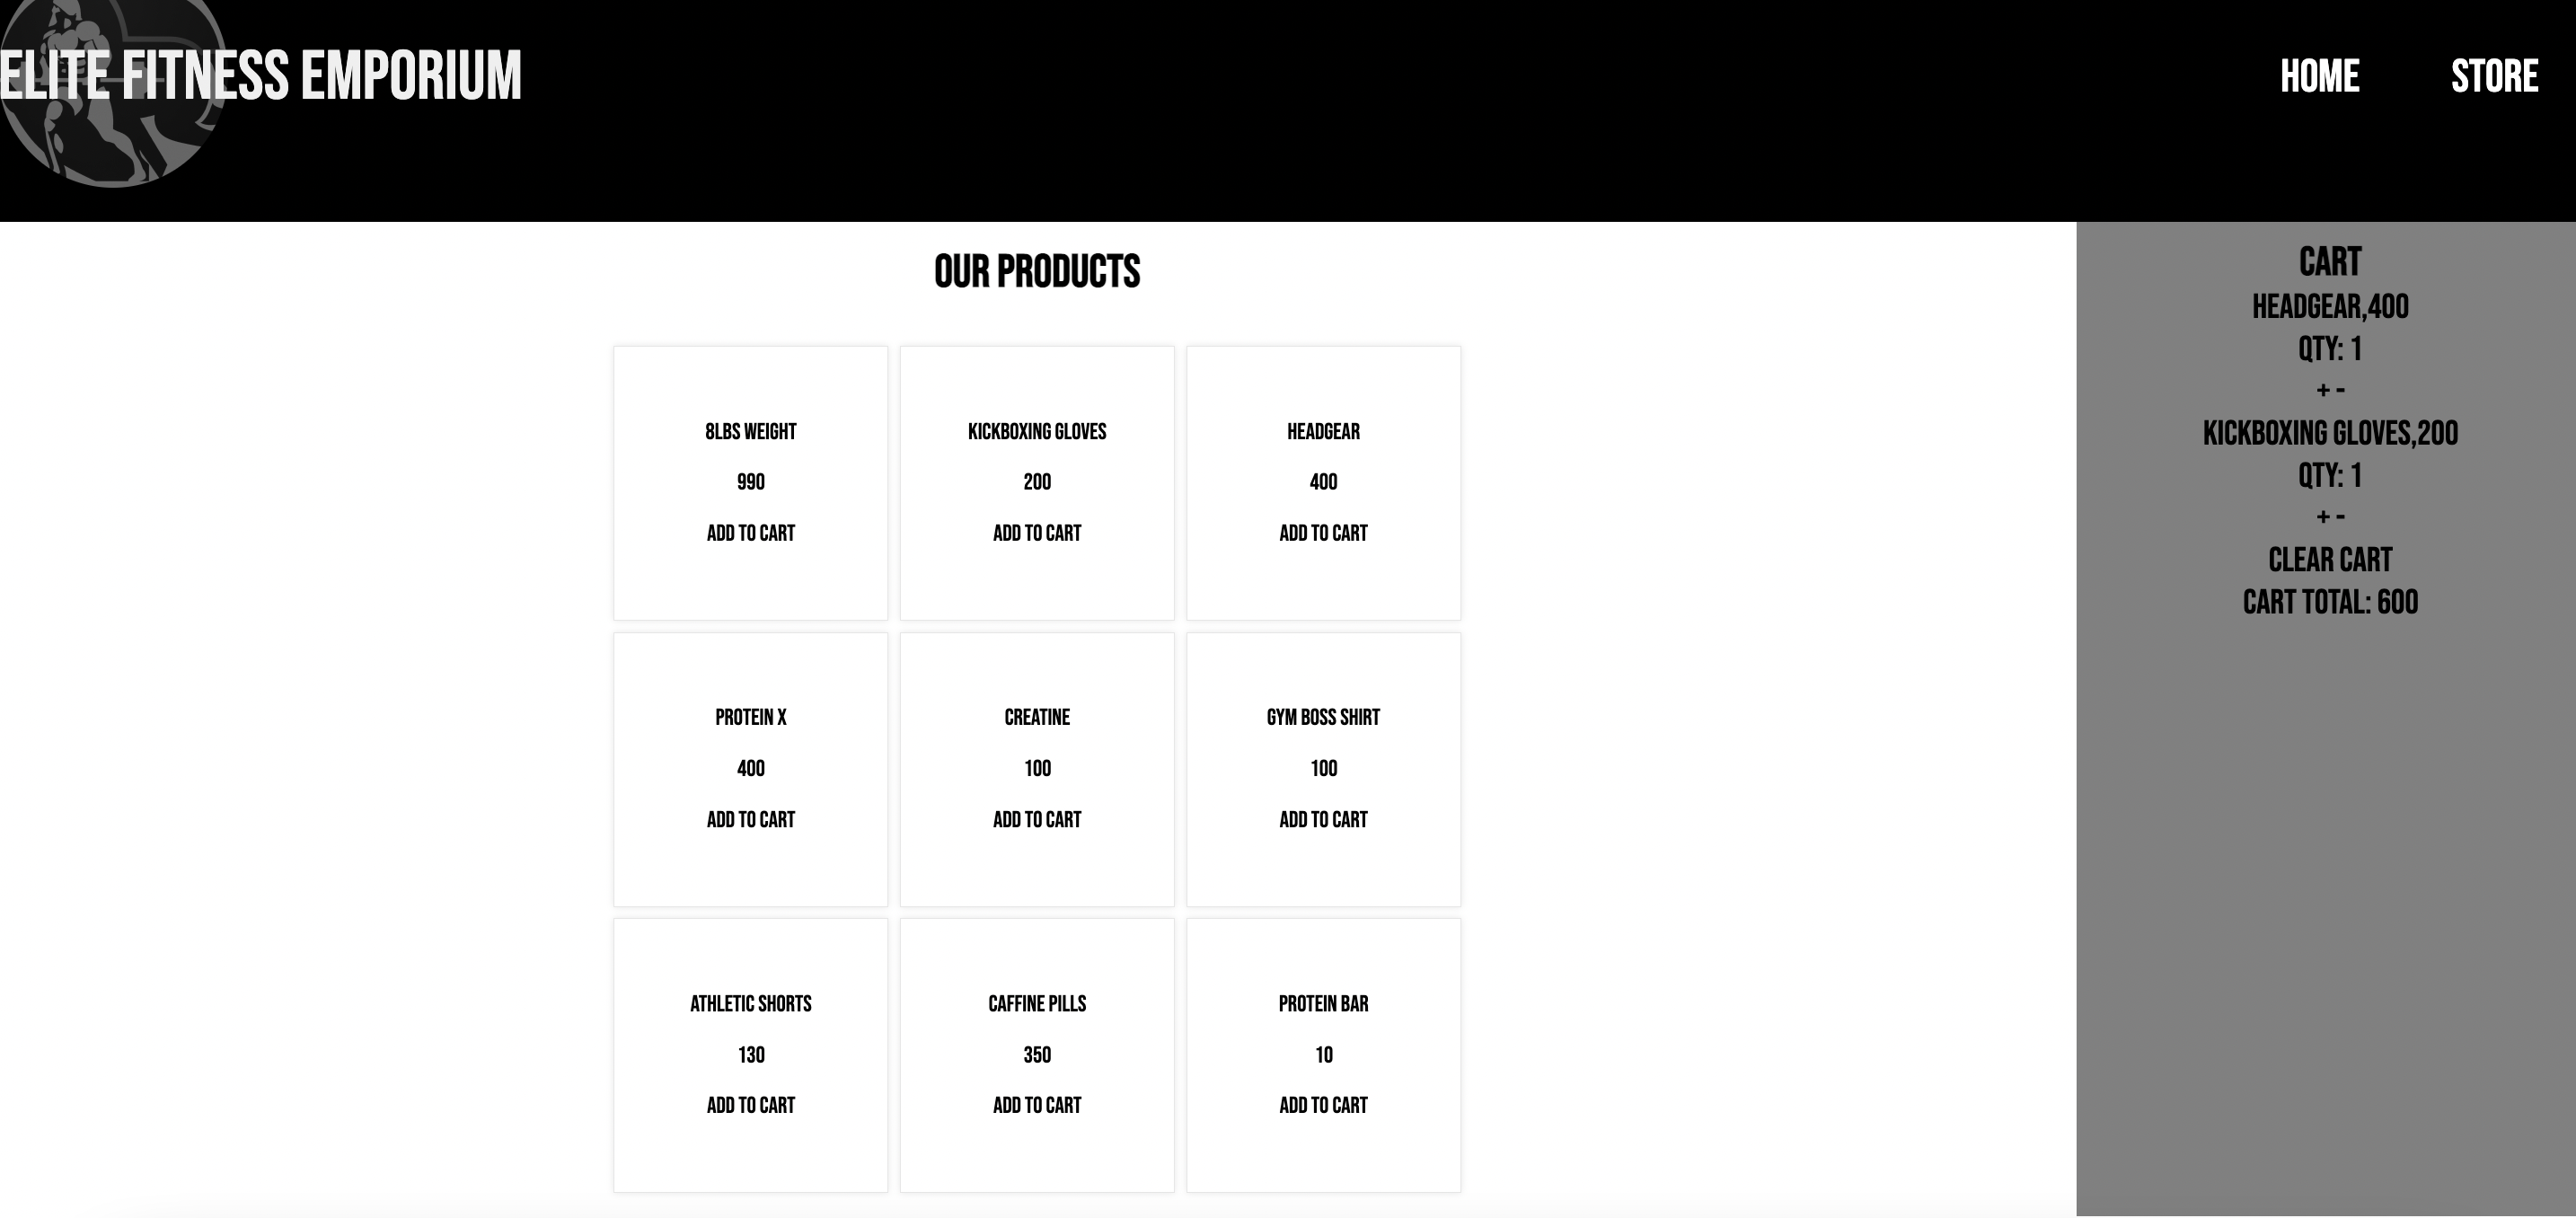 ELITE FITNESS EMPORIUM
HOME
STORE
OUR PRODUCTS
8LBS WEIGHT
990
ADD TO CART
KICKBOXING GLOVES
200
ADD TO CART
HEADGEAR
400
ADD TO CART
PROTEIN X
400
ADD TO CART
CREATINE
100
ADD TO CART
GYM BOSS SHIRT
100
ADD TO CART
ATHLETIC SHORTS
130
ADD TO CART
CAFFINE PILLS
350
ADD TO CART
PROTEIN BAR
10
ADD TO CART
CART
HEADGEAR,400
QTY: 1
+ -
KICKBOXING GLOVES,200
QTY: 1
+ -
CLEAR CART
CART TOTAL: 600